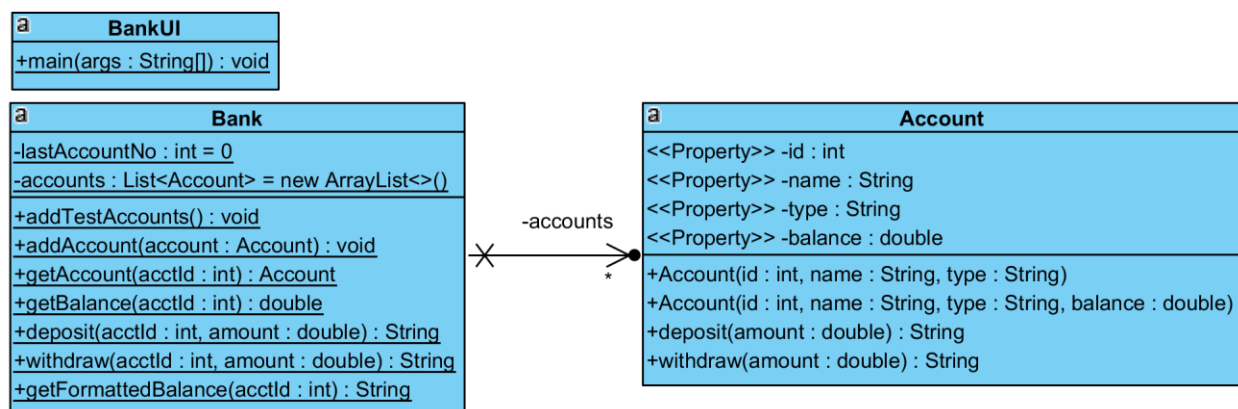 a
BankUI
+main(args : String[]) : void
a
Bank
-lastAccountNo : int = 0
-accounts : List<Account> = new ArrayList<>()
+addTestAccounts() : void
+addAccount(account : Account) : void
+getAccount(acctId : int) : Account
+getBalance(acctId : int) : double
+deposit(acctId : int, amount : double) : String
+withdraw(acctId : int, amount : double) : String
+getFormattedBalance(acctId : int) : String
-accounts
*
a
Account
<<Property>> -id : int
<<Property>> -name : String
<<Property>> -type : String
<<Property>> -balance : double
+Account(id : int, name : String, type : String)
+Account(id : int, name : String, type : String, balance : double)
+deposit(amount : double) : String
+withdraw(amount : double) : String